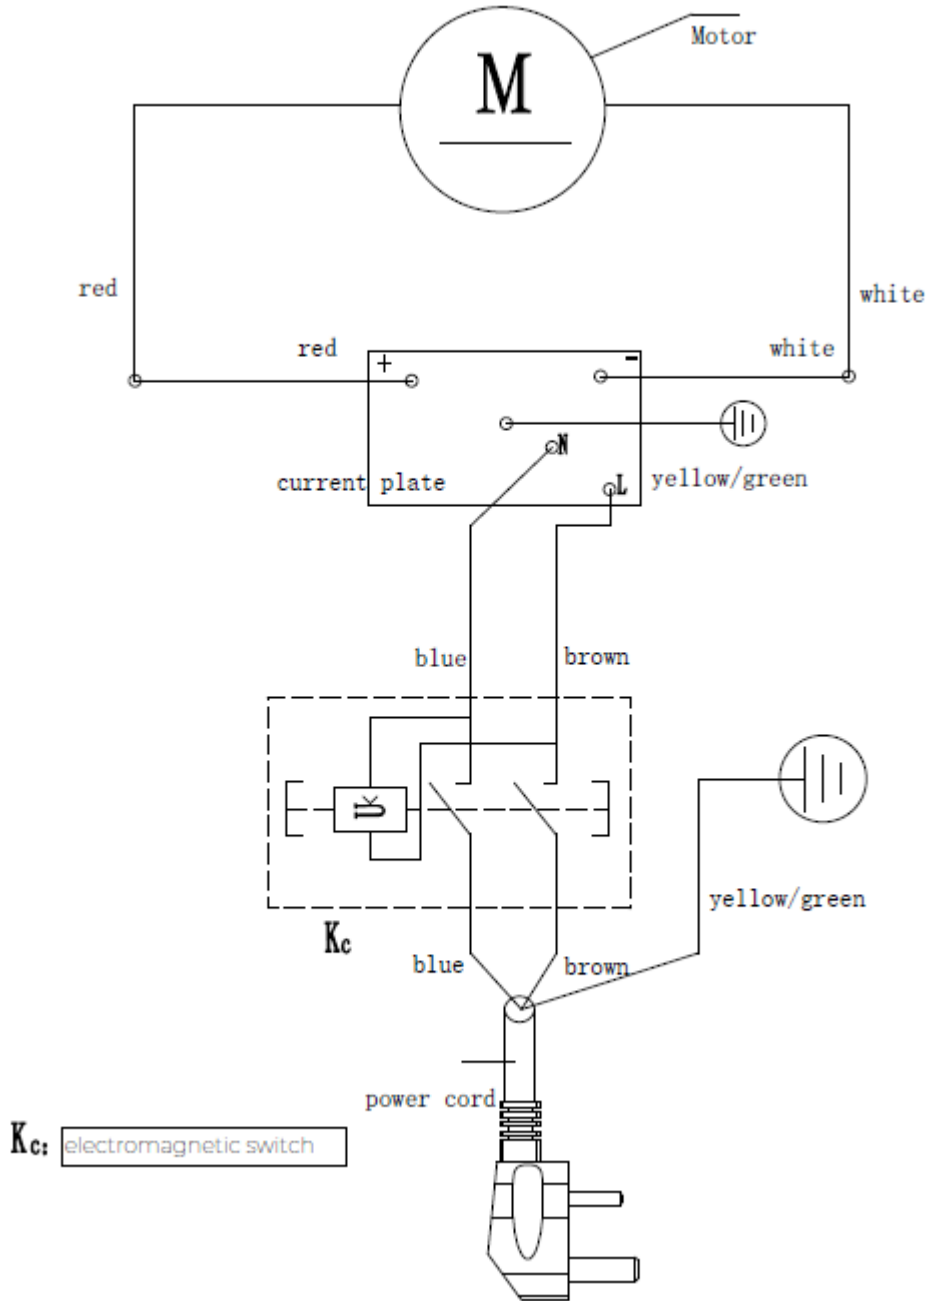 M
Motor
red
white
red
white
+
-
N
current plate
L
yellow/green
blue
brown
U
yellow/green
Kc
blue
brown
power cord
Kc: electromagnetic switch